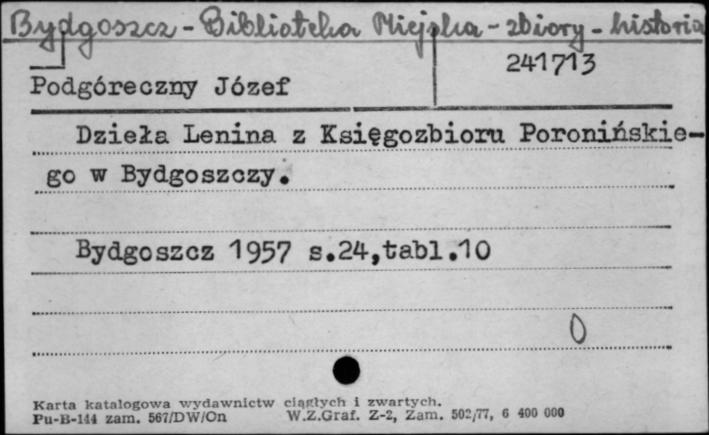 Bydgoszcz - Biblioteka Miejska - zbiory - historia
241713
Podgóreczny Józef
Dzieła Lenina z Księgozbioru Poronińskie-
go w Bydgoszczy.
Bydgoszcz 1957 s.24,tabl.10
0
Karta katalogowa wydawnictw ciągłych i zwartych.
Pu-B-144 zam. 567/DW/On W.Z.Graf. Z-2, Zam. 502/77, 6 400 000